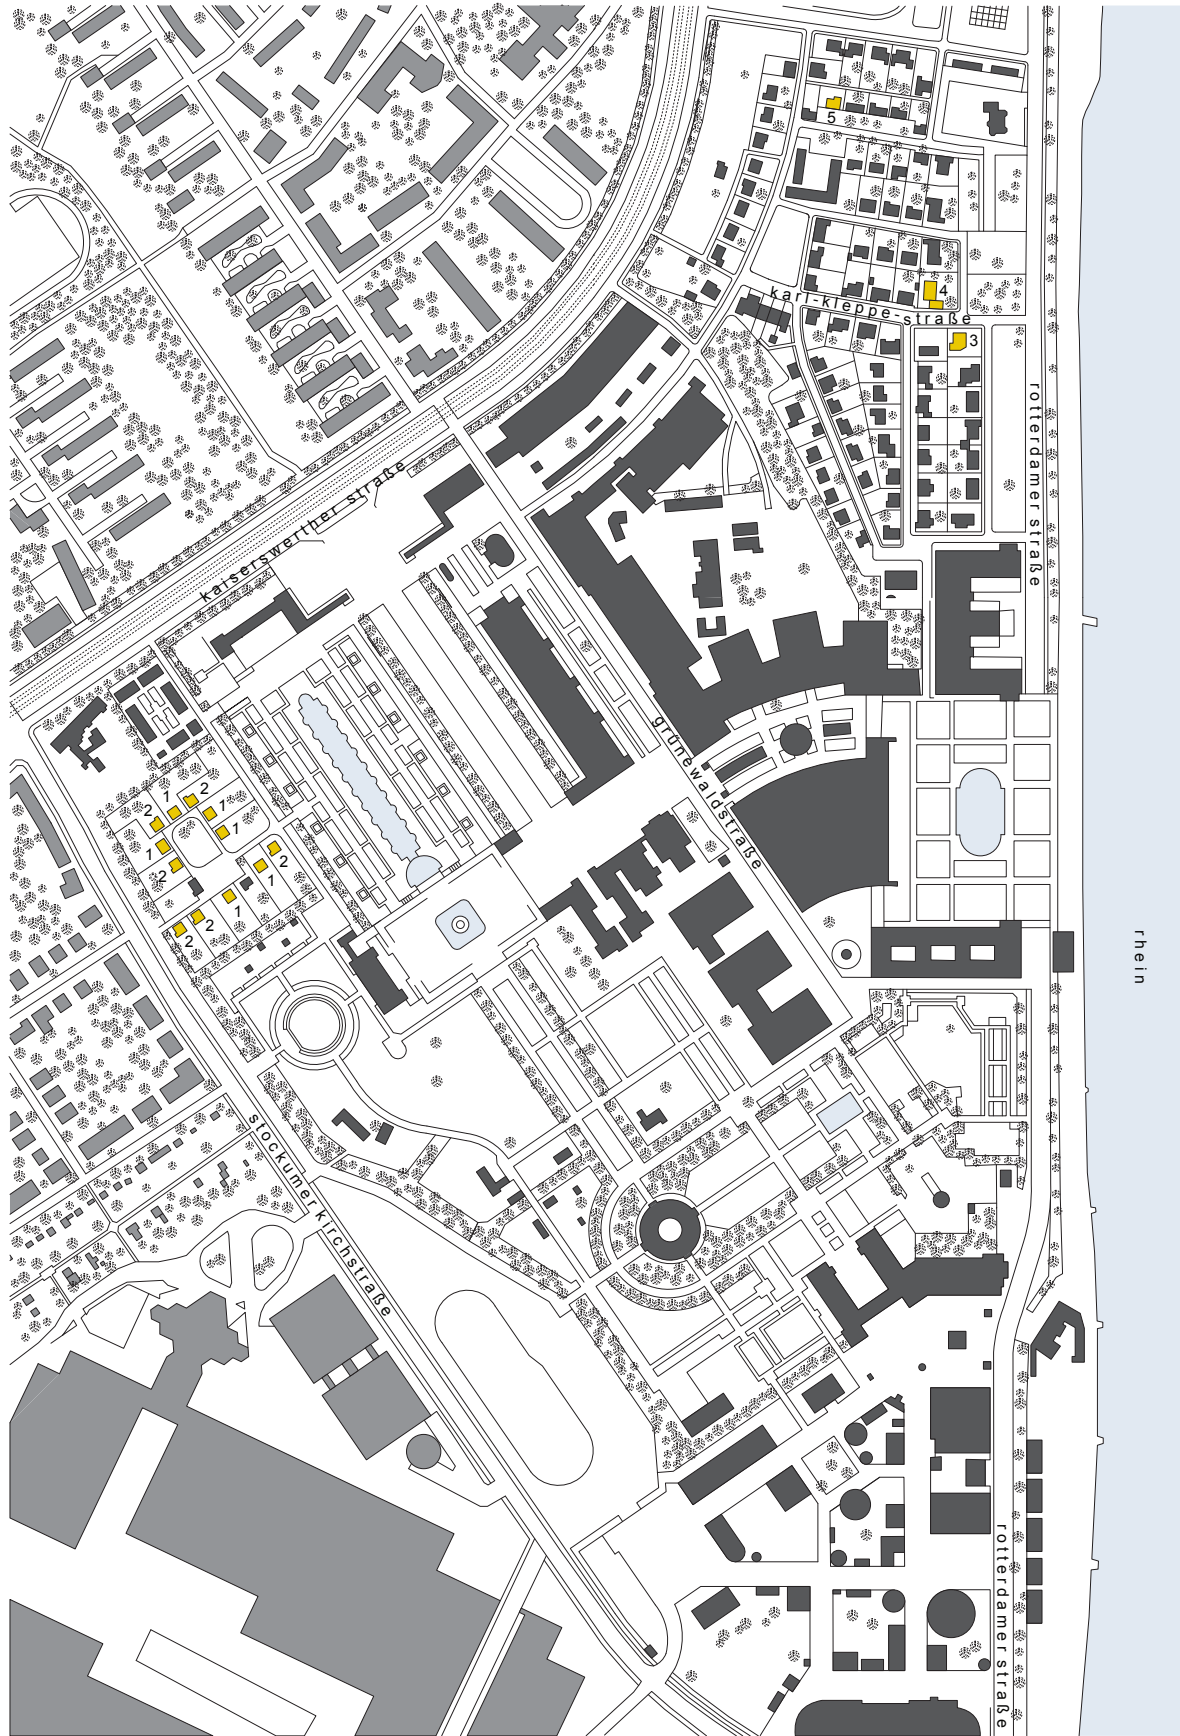 5
4
karl-kleppe-straße
3
rotterdamer straße
kaiserswerther straße
grünewaldstraße
2
1
2
1
1
1
2
2
1
1
2
2
2
rhein
stockumer kirchstraße
rotterdamer straße